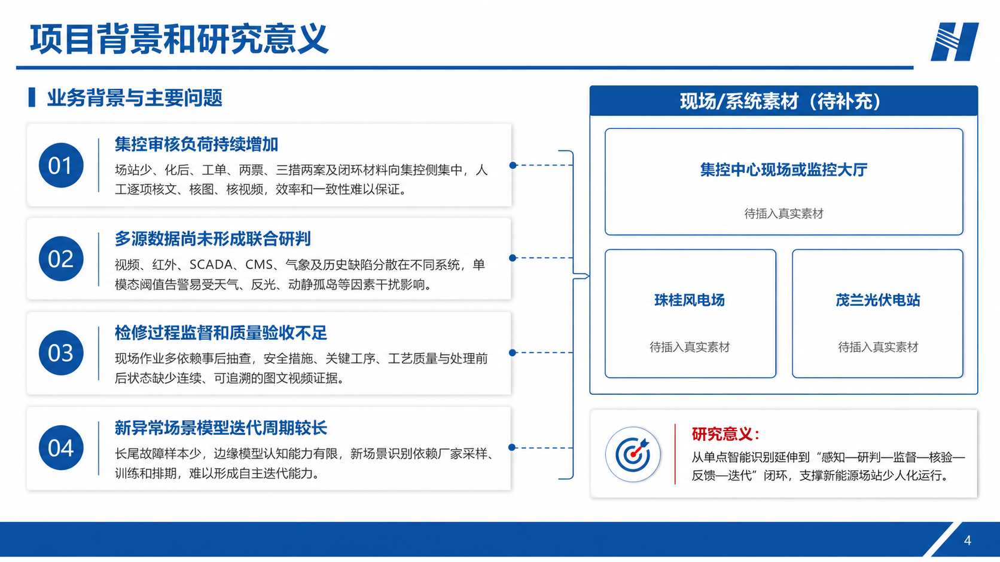 项目背景和研究意义
业务背景与主要问题
01
集控审核负荷持续增加
场站少、化后、工单、两票、三措两案及闭环材料向集控侧集中，人
工逐项核文、核图、核视频，效率和一致性难以保证。
02
多源数据尚未形成联合研判
视频、红外、SCADA、CMS、气象及历史缺陷分散在不同系统，单
模态阈值告警易受天气、反光、动静孤岛等因素干扰影响。
03
检修过程监督和质量验收不足
现场作业多依赖事后抽查，安全措施、关键工序、工艺质量与处理前
后状态缺少连续、可追溯的图文视频证据。
04
新异常场景模型迭代周期较长
长尾故障样本少，边缘模型认知能力有限，新场景识别依赖厂家采样、
训练和排期，难以形成自主迭代能力。
现场/系统素材（待补充）
集控中心现场或监控大厅
待插入真实素材
珠桂风电场
待插入真实素材
茂兰光伏电站
待插入真实素材
研究意义：
从单点智能识别延伸到“感知—研判—监督—核验—
反馈—迭代”闭环，支撑新能源场站少人化运行。
4